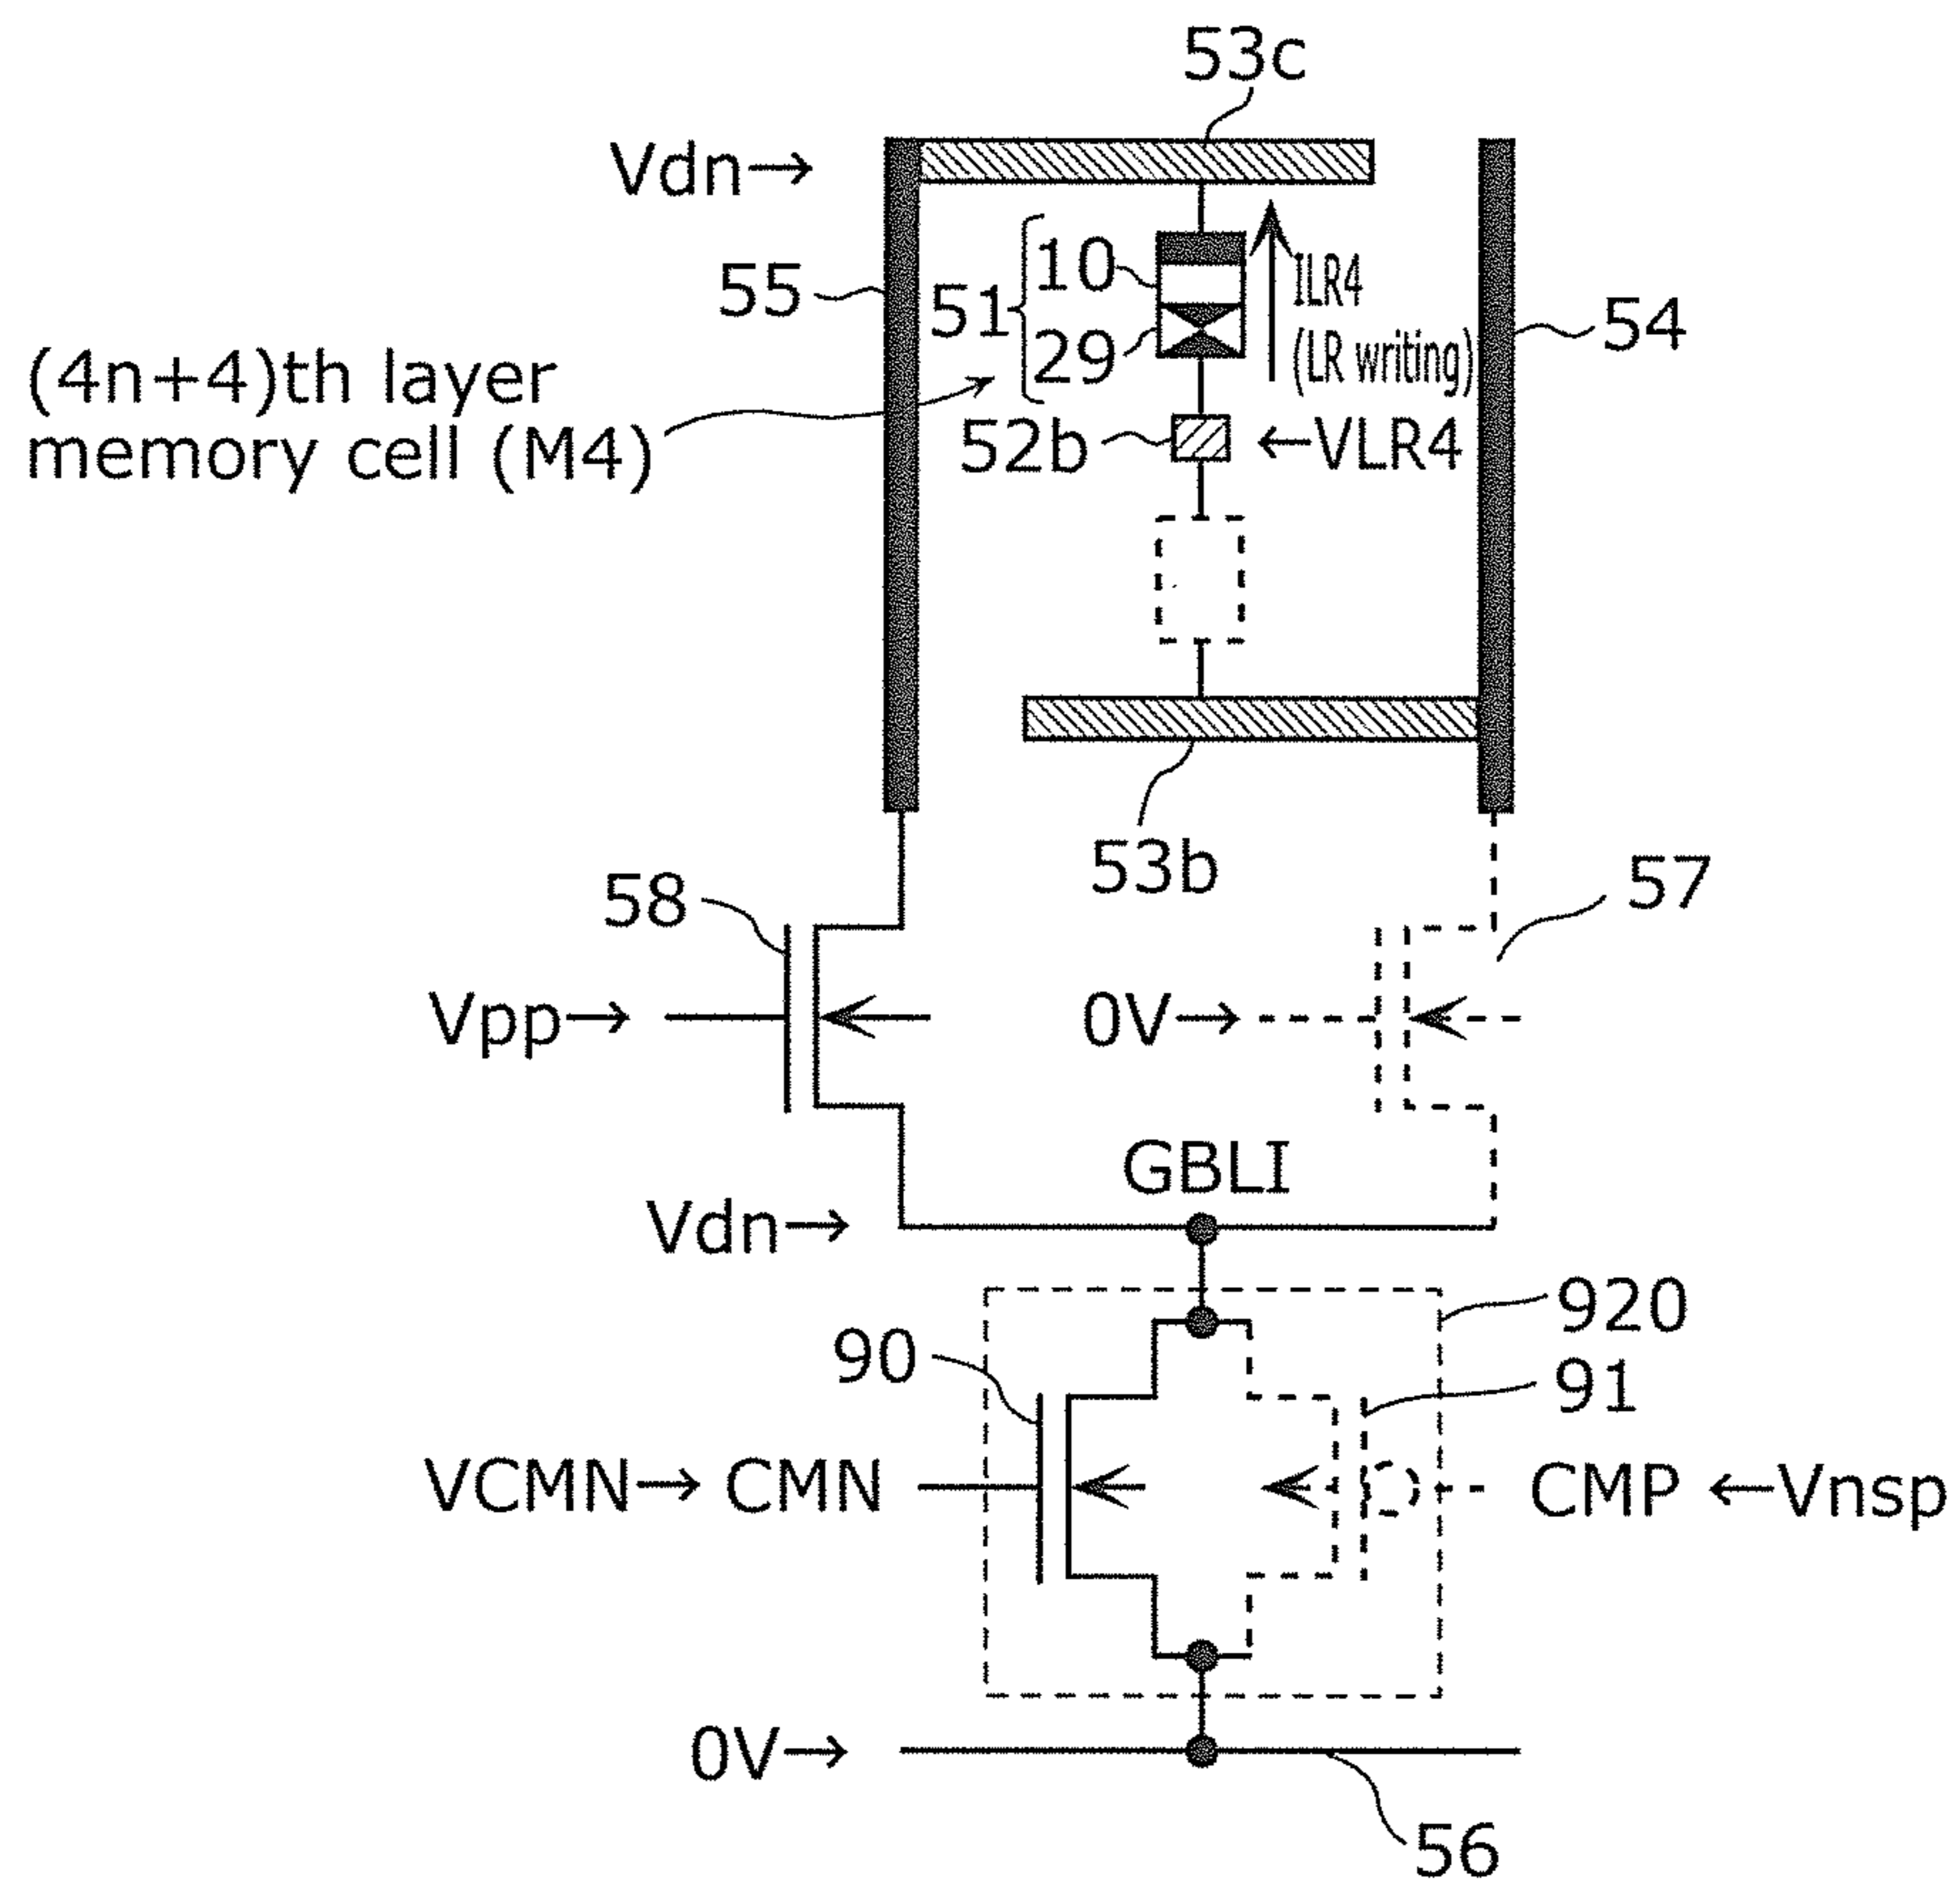 53c
Vdn→
55
51
10
29
ILR4
(LR writing)
54
(4n+4)th layer
memory cell (M4)
52b
←VLR4
53b
58
57
Vpp→
0V→
GBLI
Vdn→
920
90
91
VCMN→ CMN
CMP ←Vnsp
0V→
56